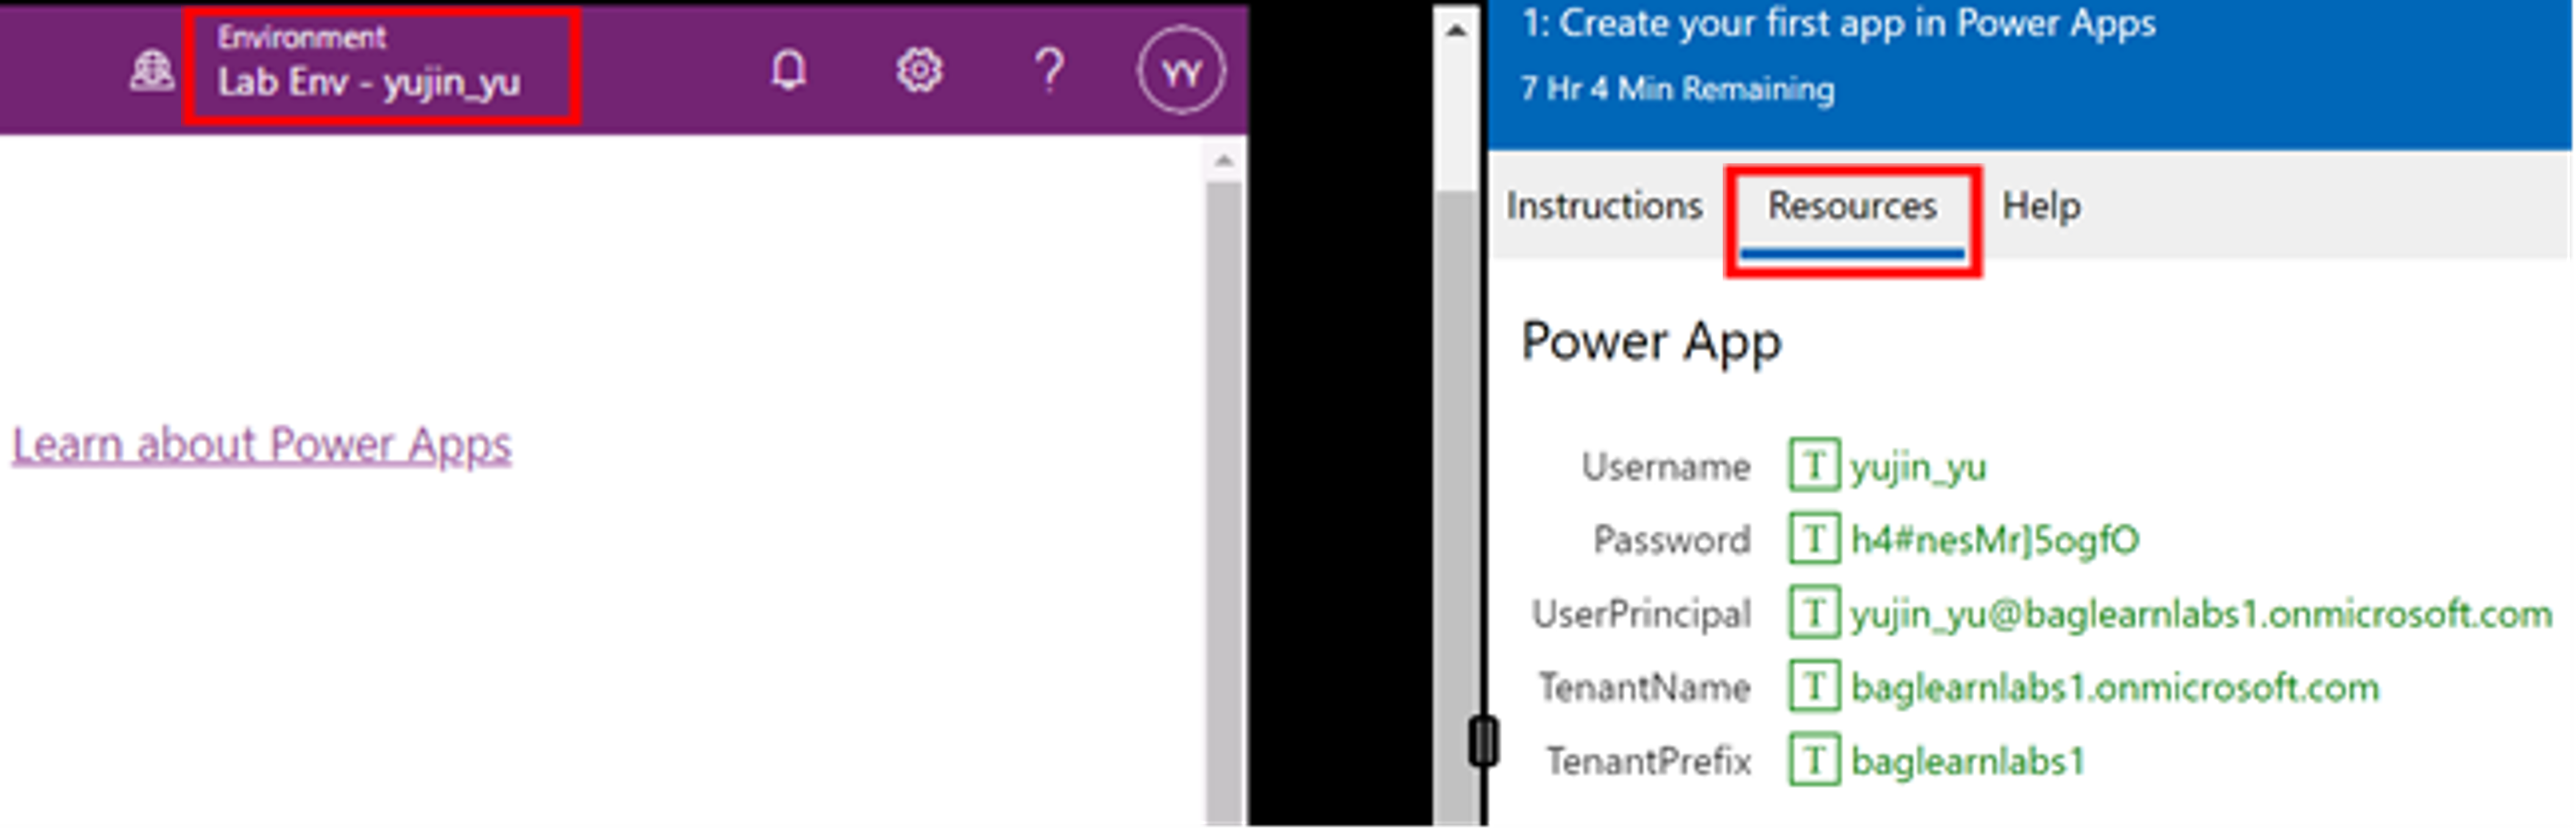 Environment
Lab Env - yujin_yu
?
YY
Learn about Power Apps
1: Create your first app in Power Apps
7 Hr 4 Min Remaining
Instructions Resources Help
Power App
Username T yujin_yu
Password T h4#nesMr]5ogfO
UserPrincipal T yujin_yu@baglearnlabs1.onmicrosoft.com
TenantName T baglearnlabs1.onmicrosoft.com
TenantPrefix T baglearnlabs1